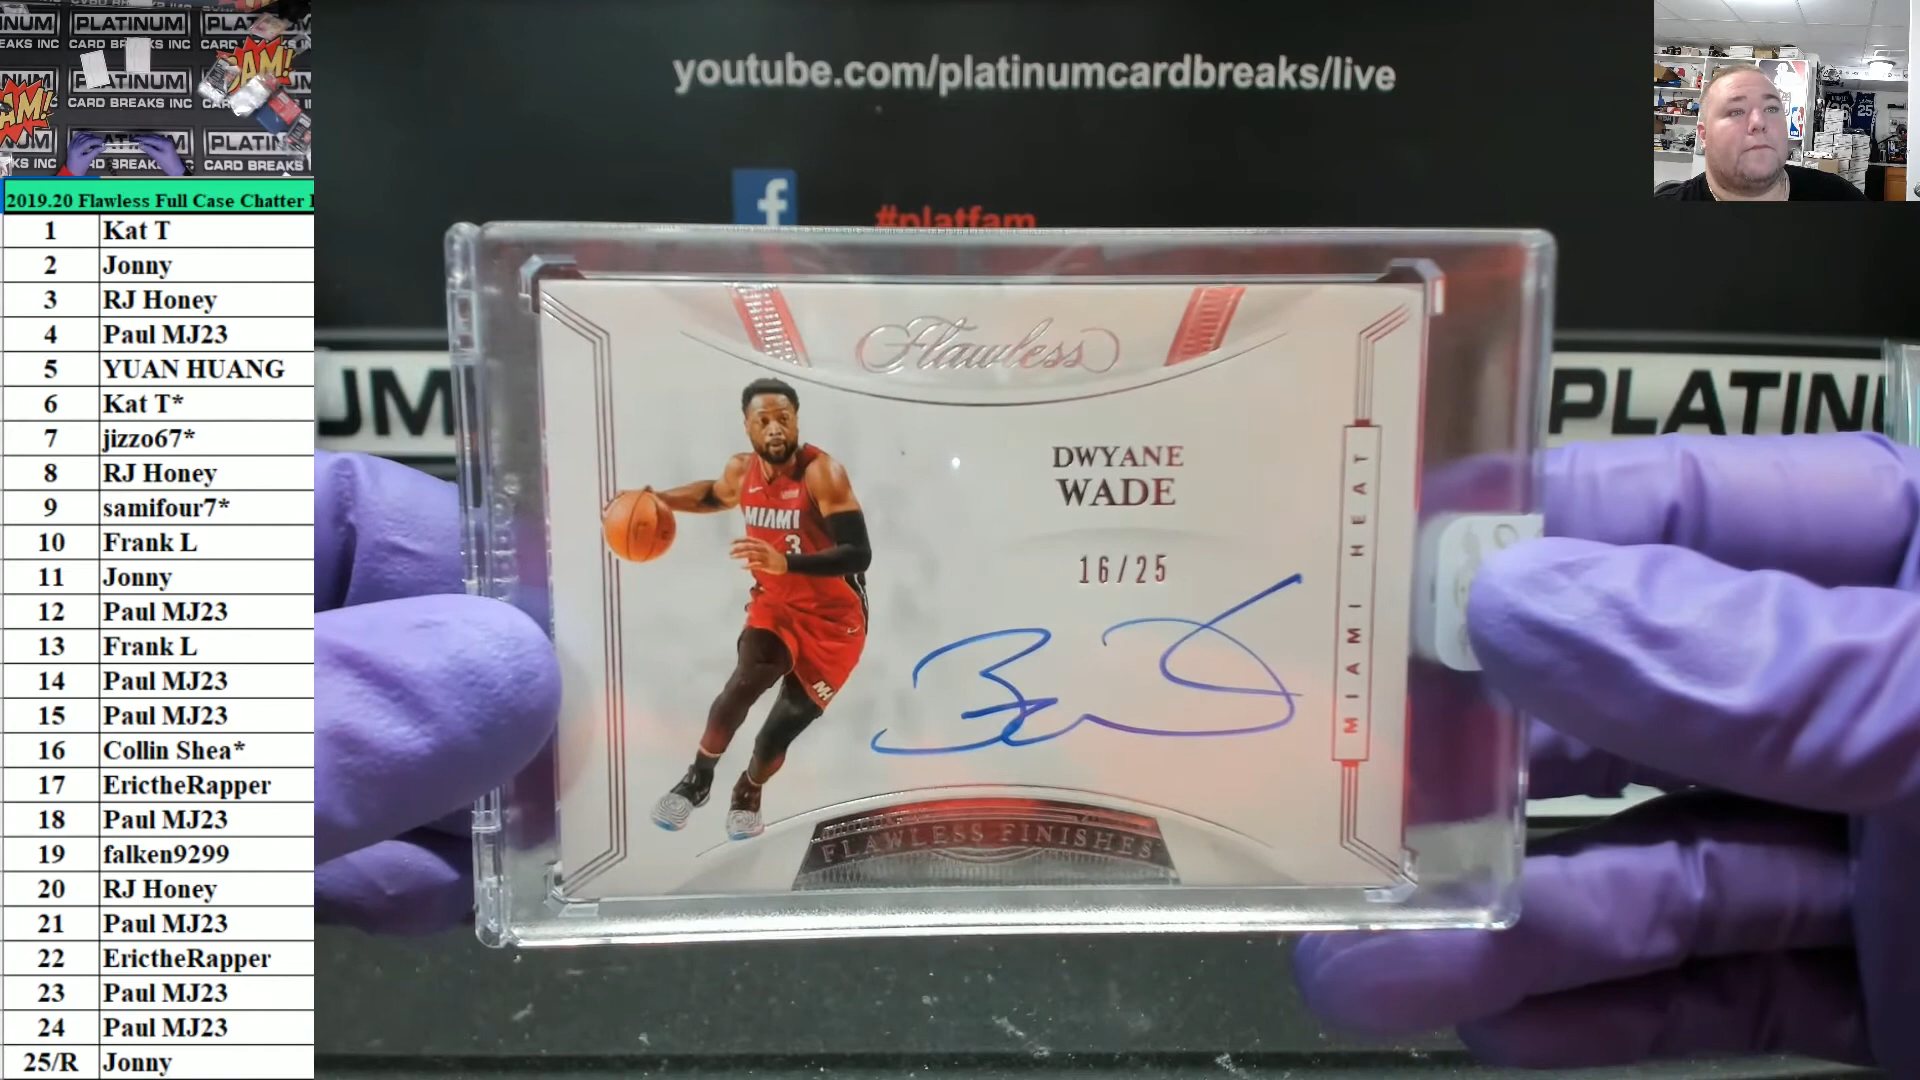 PLATINUM
CARD BREAKS INC
youtube.com/platinumcardbreaks/live
f
#platfam
2019.20 Flawless Full Case Chatter
1 Kat T
2 Jonny
3 RJ Honey
4 Paul MJ23
5 YUAN HUANG
6 Kat T*
7 jizzo67*
8 RJ Honey
9 samifour7*
10 Frank L
11 Jonny
12 Paul MJ23
13 Frank L
14 Paul MJ23
15 Paul MJ23
16 Collin Shea*
17 ErictheRapper
18 Paul MJ23
19 falken9299
20 RJ Honey
21 Paul MJ23
22 ErictheRapper
23 Paul MJ23
24 Paul MJ23
25/R Jonny
Flawless
DWYANE
WADE
16/25
MIAMI HEAT
MIAMI
3
FLAWLESS FINISHES
UM
PLATINU
25